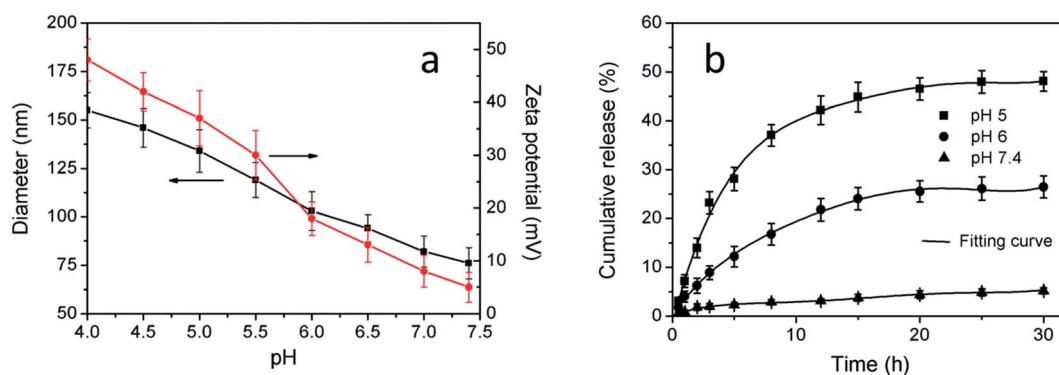 a
200
175
150
125
100
75
50
Diameter (nm)
50
40
30
20
10
0
Zeta potential (mV)
4.0 4.5 5.0 5.5 6.0 6.5 7.0 7.5
pH
b
60
50
40
30
20
10
0
Cumulative release (%)
pH 5
pH 6
pH 7.4
Fitting curve
0 10 20 30
Time (h)